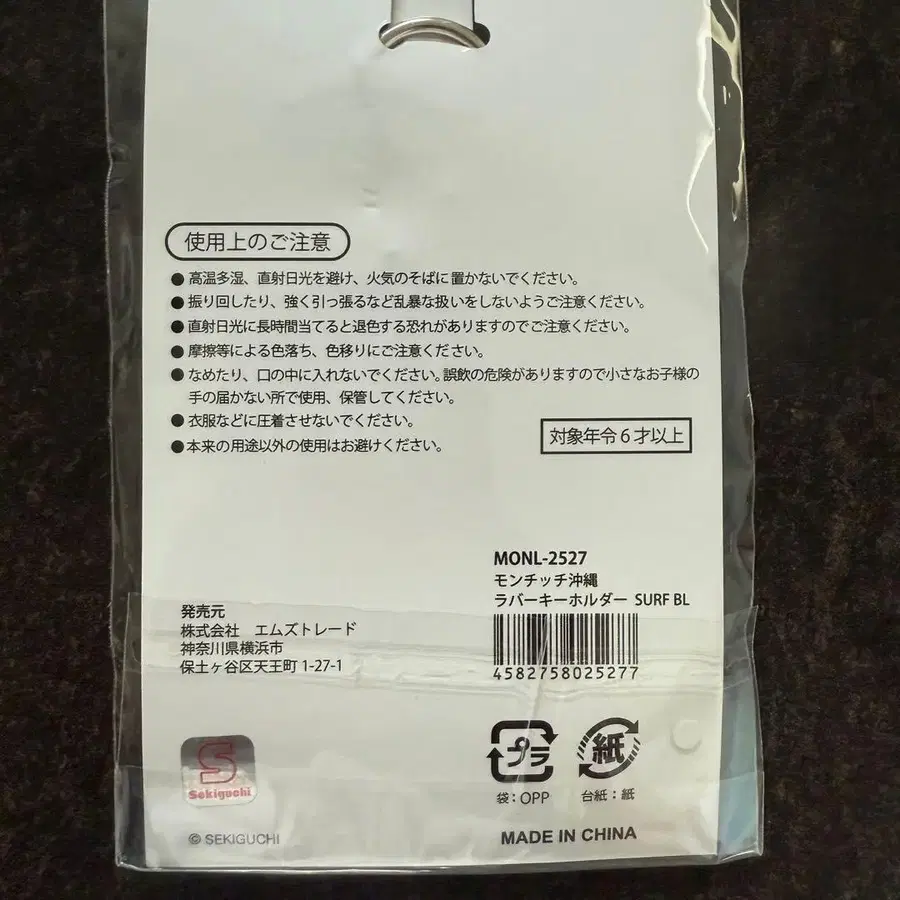 使用上のご注意
●高温多湿、直射日光を避け、火気のそばに置かないでください。
●振り回したり、強く引っ張るなど乱暴な扱いをしないようご注意ください。
●直射日光に長時間当てると退色する恐れがありますのでご注意ください。
●摩擦等による色落ち、色移りにご注意ください。
●なめたり、口の中に入れないでください。誤飲の危険がありますので小さなお子様の
手の届かない所で使用、保管してください。
●衣服などに圧着させないでください。
●本来の用途以外の使用はお避けください。
対象年令6才以上
MONL-2527
モンチッチ沖縄
ラバーキーホルダー SURF BL
4582758025277
発売元
株式会社 エムズトレード
神奈川県横浜市
保土ヶ谷区天王町 1-27-1
S
Sekiguchi
© SEKIGUCHI
プラ
紙
袋：OPP
台紙：紙
MADE IN CHINA